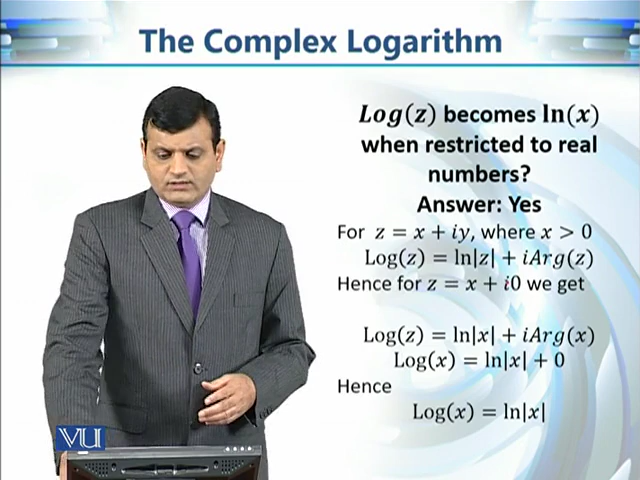 The Complex Logarithm
Log(z) becomes ln(x)
when restricted to real
numbers?
Answer: Yes
For z = x + iy, where x > 0
Log(z) = ln|z| + iArg(z)
Hence for z = x + i0 we get
Log(z) = ln|x| + iArg(x)
Log(x) = ln|x| + 0
Hence
Log(x) = ln|x|
VU